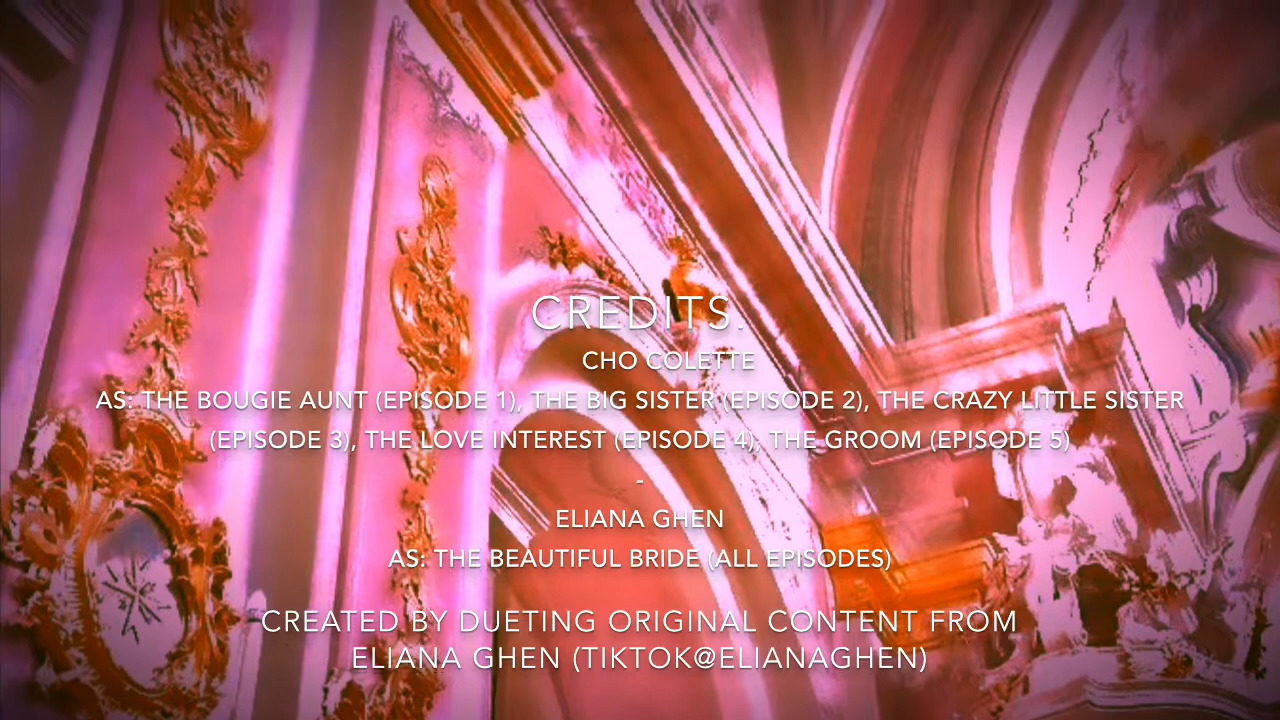 CREDITS.
CHO COLETTE
AS: THE BOUGIE AUNT (EPISODE 1), THE BIG SISTER (EPISODE 2), THE CRAZY LITTLE SISTER
(EPISODE 3), THE LOVE INTEREST (EPISODE 4), THE GROOM (EPISODE 5)
-
ELIANA GHEN
AS: THE BEAUTIFUL BRIDE (ALL EPISODES)
CREATED BY DUETING ORIGINAL CONTENT FROM
ELIANA GHEN (TIKTOK@ELIANAGHEN)